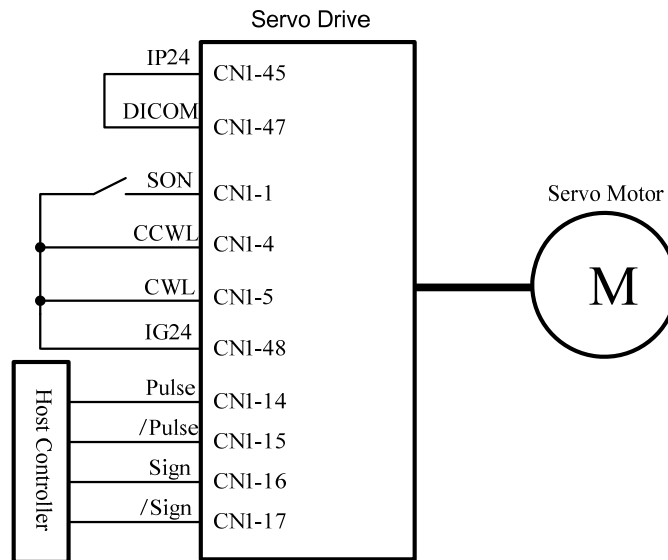 Servo Drive
IP24 CN1-45
DICOM CN1-47
SON CN1-1
CCWL CN1-4
CWL CN1-5
IG24 CN1-48
Pulse CN1-14
/Pulse CN1-15
Sign CN1-16
/Sign CN1-17
Host Controller
Servo Motor
M